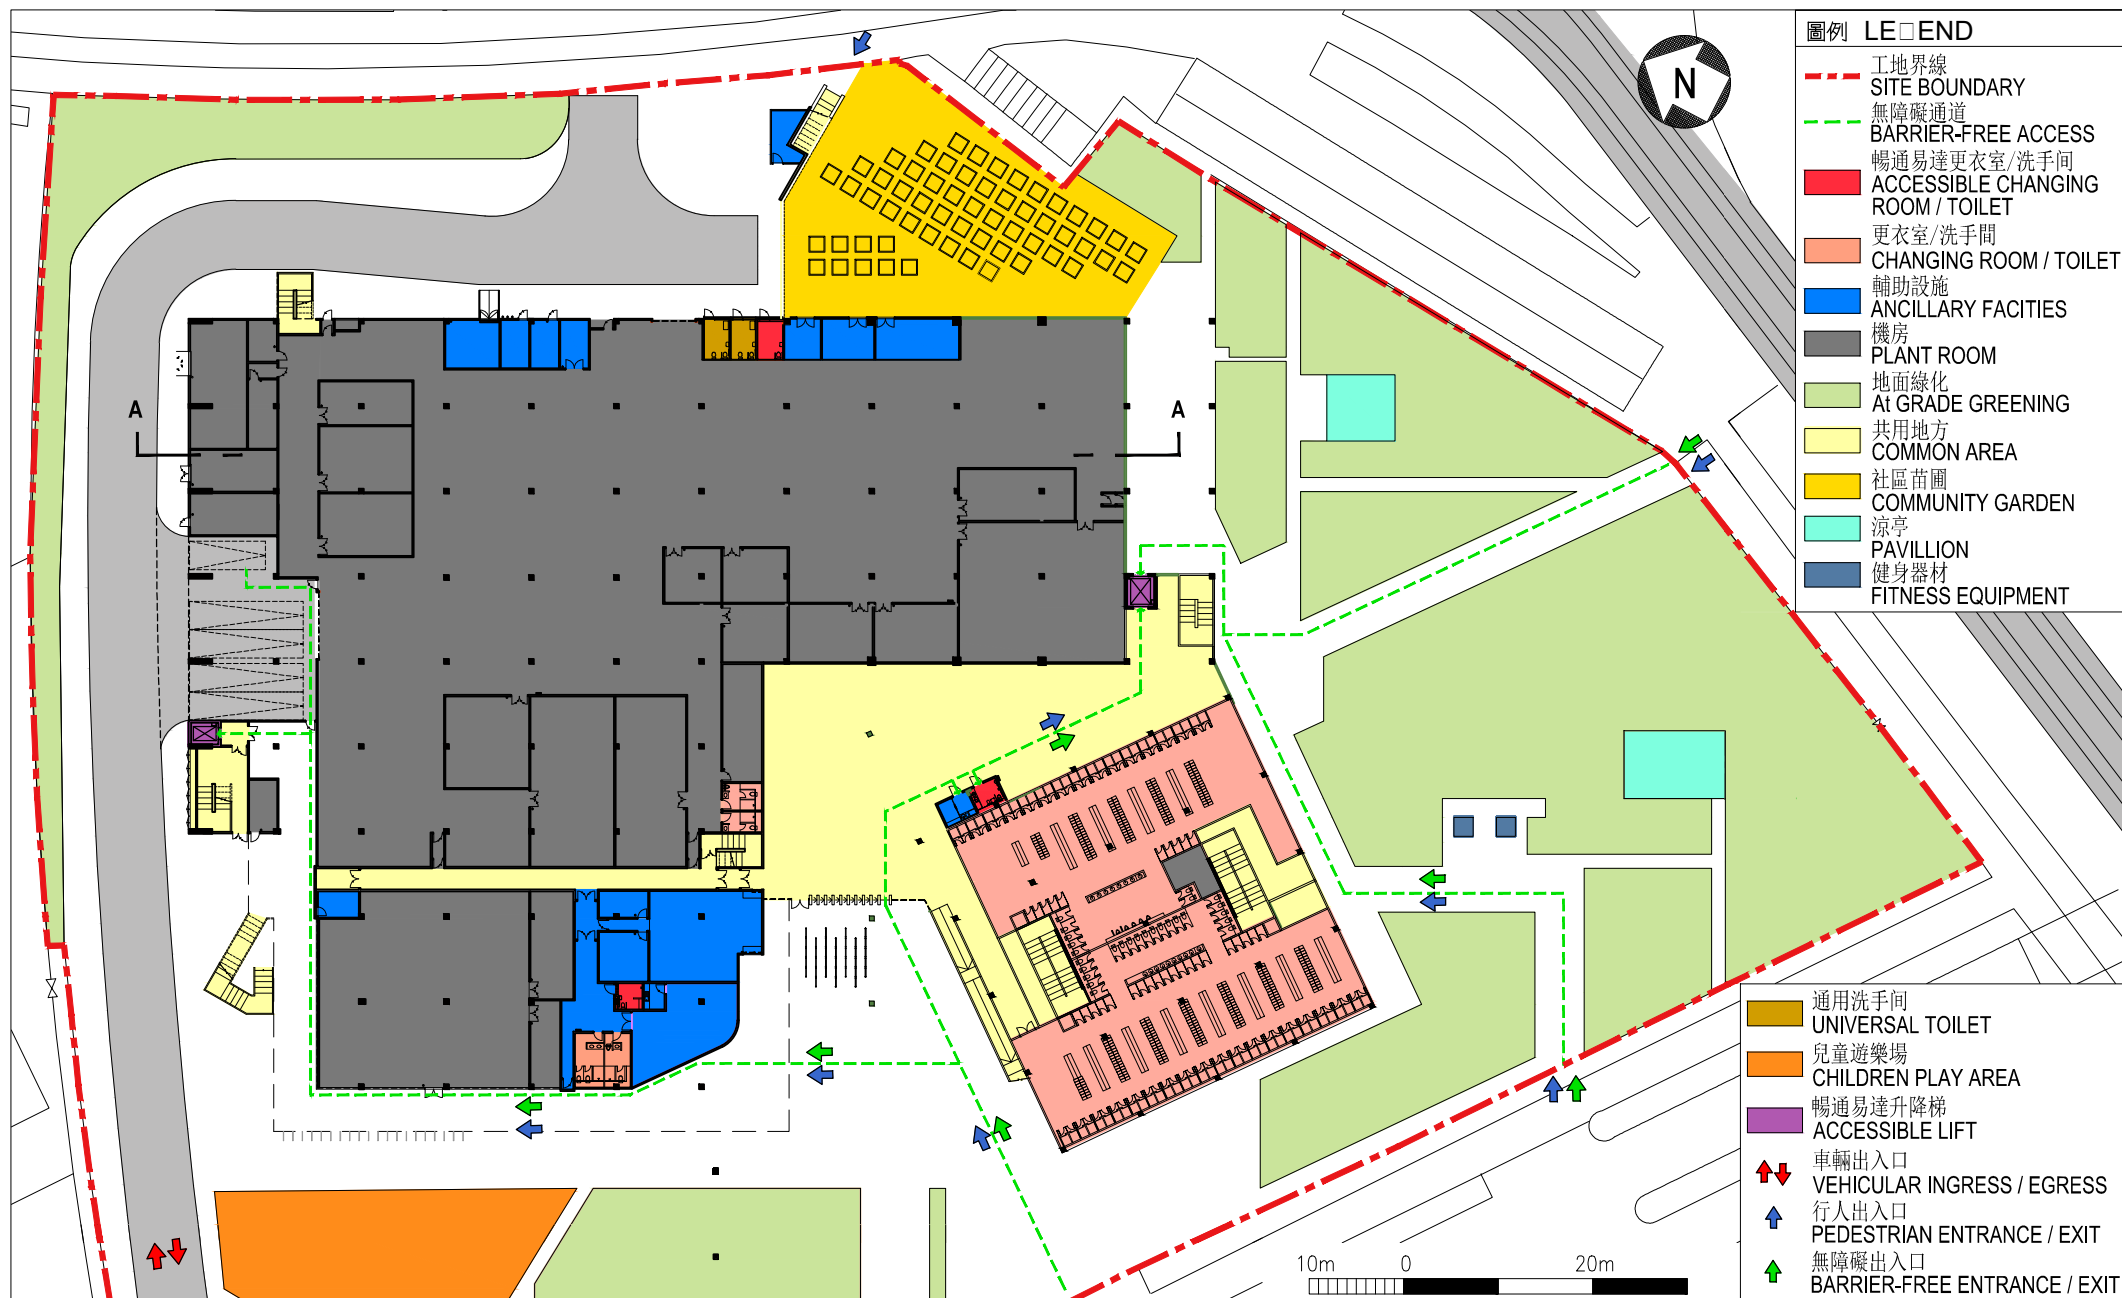 圖例 LE□END
N
工地界線
SITE BOUNDARY
無障礙通道
BARRIER-FREE ACCESS
暢通易達更衣室/洗手间
ACCESSIBLE CHANGING
ROOM / TOILET
更衣室/洗手間
CHANGING ROOM / TOILET
輔助設施
ANCILLARY FACITIES
機房
PLANT ROOM
地面綠化
At GRADE GREENING
共用地方
COMMON AREA
社區苗圃
COMMUNITY GARDEN
涼亭
PAVILLION
健身器材
FITNESS EQUIPMENT
A
A
通用洗手间
UNIVERSAL TOILET
兒童遊樂場
CHILDREN PLAY AREA
暢通易達升降梯
ACCESSIBLE LIFT
車輛出入口
VEHICULAR INGRESS / EGRESS
行人出入口
PEDESTRIAN ENTRANCE / EXIT
無障礙出入口
BARRIER-FREE ENTRANCE / EXIT
10m 0 20m